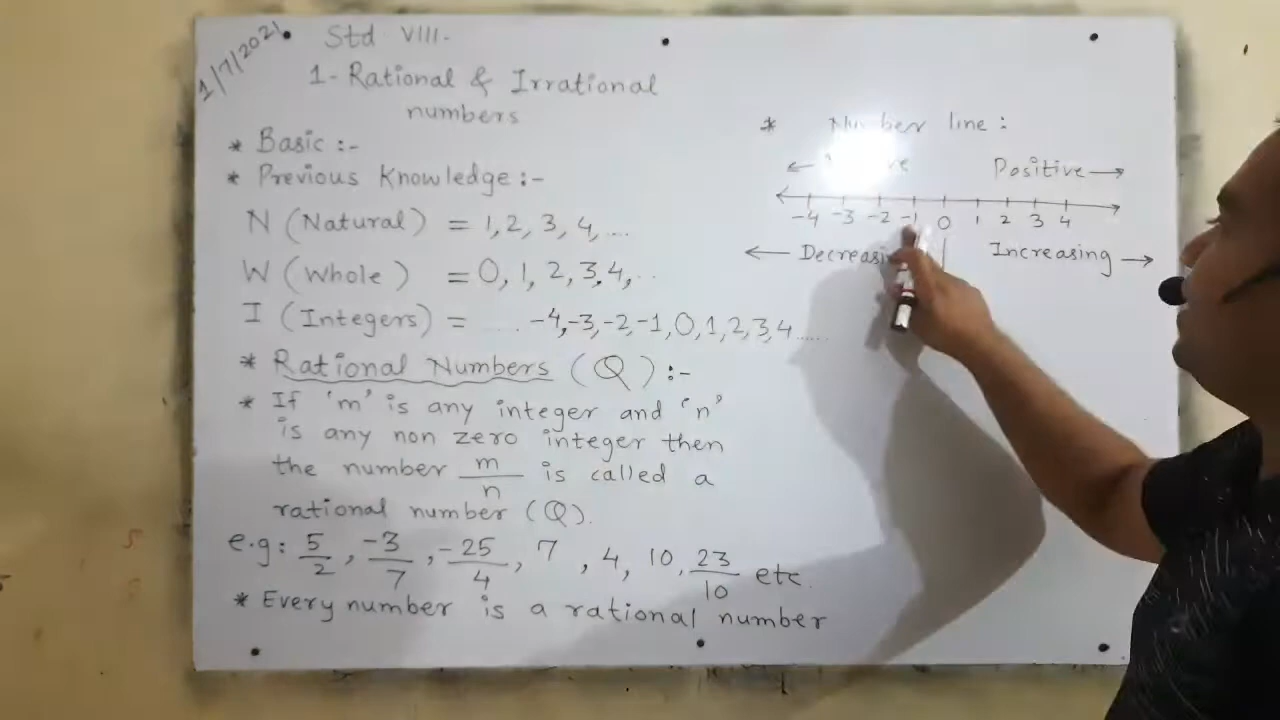 1/7/2021
Std VIII.
1- Rational & Irrational
numbers
* Basic :-
* Previous Knowledge :-
N (Natural) = 1, 2, 3, 4, ...
W (Whole) = 0, 1, 2, 3, 4, ..
I (Integers) = ..... -4, -3, -2, -1, 0, 1, 2, 3, 4 ......
* Rational Numbers (Q) :-
* If 'm' is any integer and 'n'
is any non zero integer then
the number m/n is called a
rational number (Q).
e.g: 5/2, -3/7, -25/4, 7, 4, 10, 23/10 etc.
* Every number is a rational number
* Number line :
← Positive →
-4 -3 -2 -1 0 1 2 3 4
← Increasing →